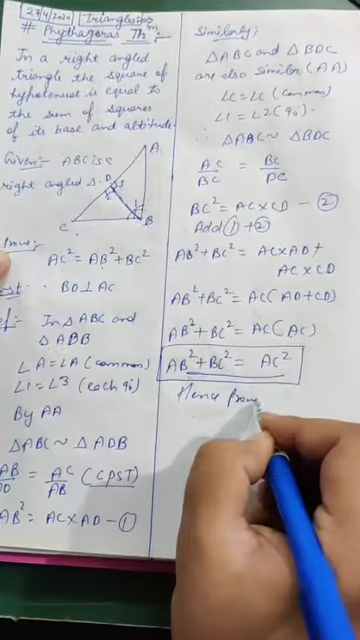 27/4/2020 Triangles
# Phythagoras Thm:-
In a right angled
triangle the square of
hypotenuse is equal to
the sum of squares
of its base and altitude.
Given:- ABC is a
right angled Δ.
A
D
C
B
Prove:
AC² = AB² + BC²
BD ⊥ AC
In Δ ABC and
Δ ADB
∠A = ∠A (common)
∠1 = ∠3 (each 90)
By AA
ΔABC ~ ΔADB
AB/AD = AC/AB (CPST)
AB² = AC × AD — ①
Similarly;
ΔABC and ΔBDC
are also similar (AA)
∠C = ∠C (common)
∠1 = ∠2 (90)
∴ ΔABC ~ ΔBDC
AC/BC = BC/DC
BC² = AC × CD — ②
Add ① + ②
AB² + BC² = AC × AD +
AC × CD
AB² + BC² = AC (AD + CD)
AB² + BC² = AC (AC)
AB² + BC² = AC²
Hence Prove